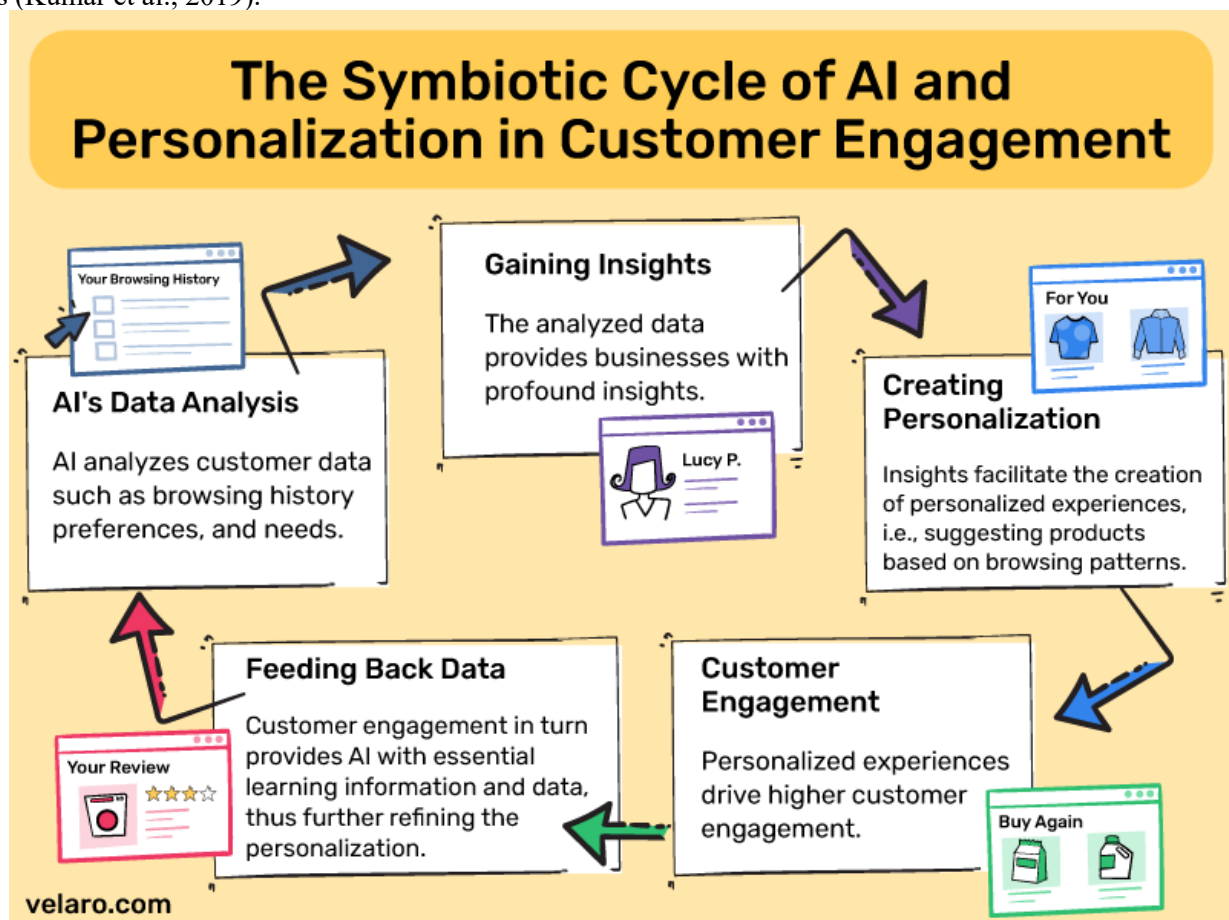 s (Kumar et al., 2019).
The Symbiotic Cycle of AI and
Personalization in Customer Engagement
Your Browsing History
AI's Data Analysis
AI analyzes customer data
such as browsing history
preferences, and needs.
Gaining Insights
The analyzed data
provides businesses with
profound insights.
Lucy P.
For You
Creating
Personalization
Insights facilitate the creation
of personalized experiences,
i.e., suggesting products
based on browsing patterns.
Customer
Engagement
Personalized experiences
drive higher customer
engagement.
Buy Again
Feeding Back Data
Customer engagement in turn
provides AI with essential
learning information and data,
thus further refining the
personalization.
Your Review
velaro.com